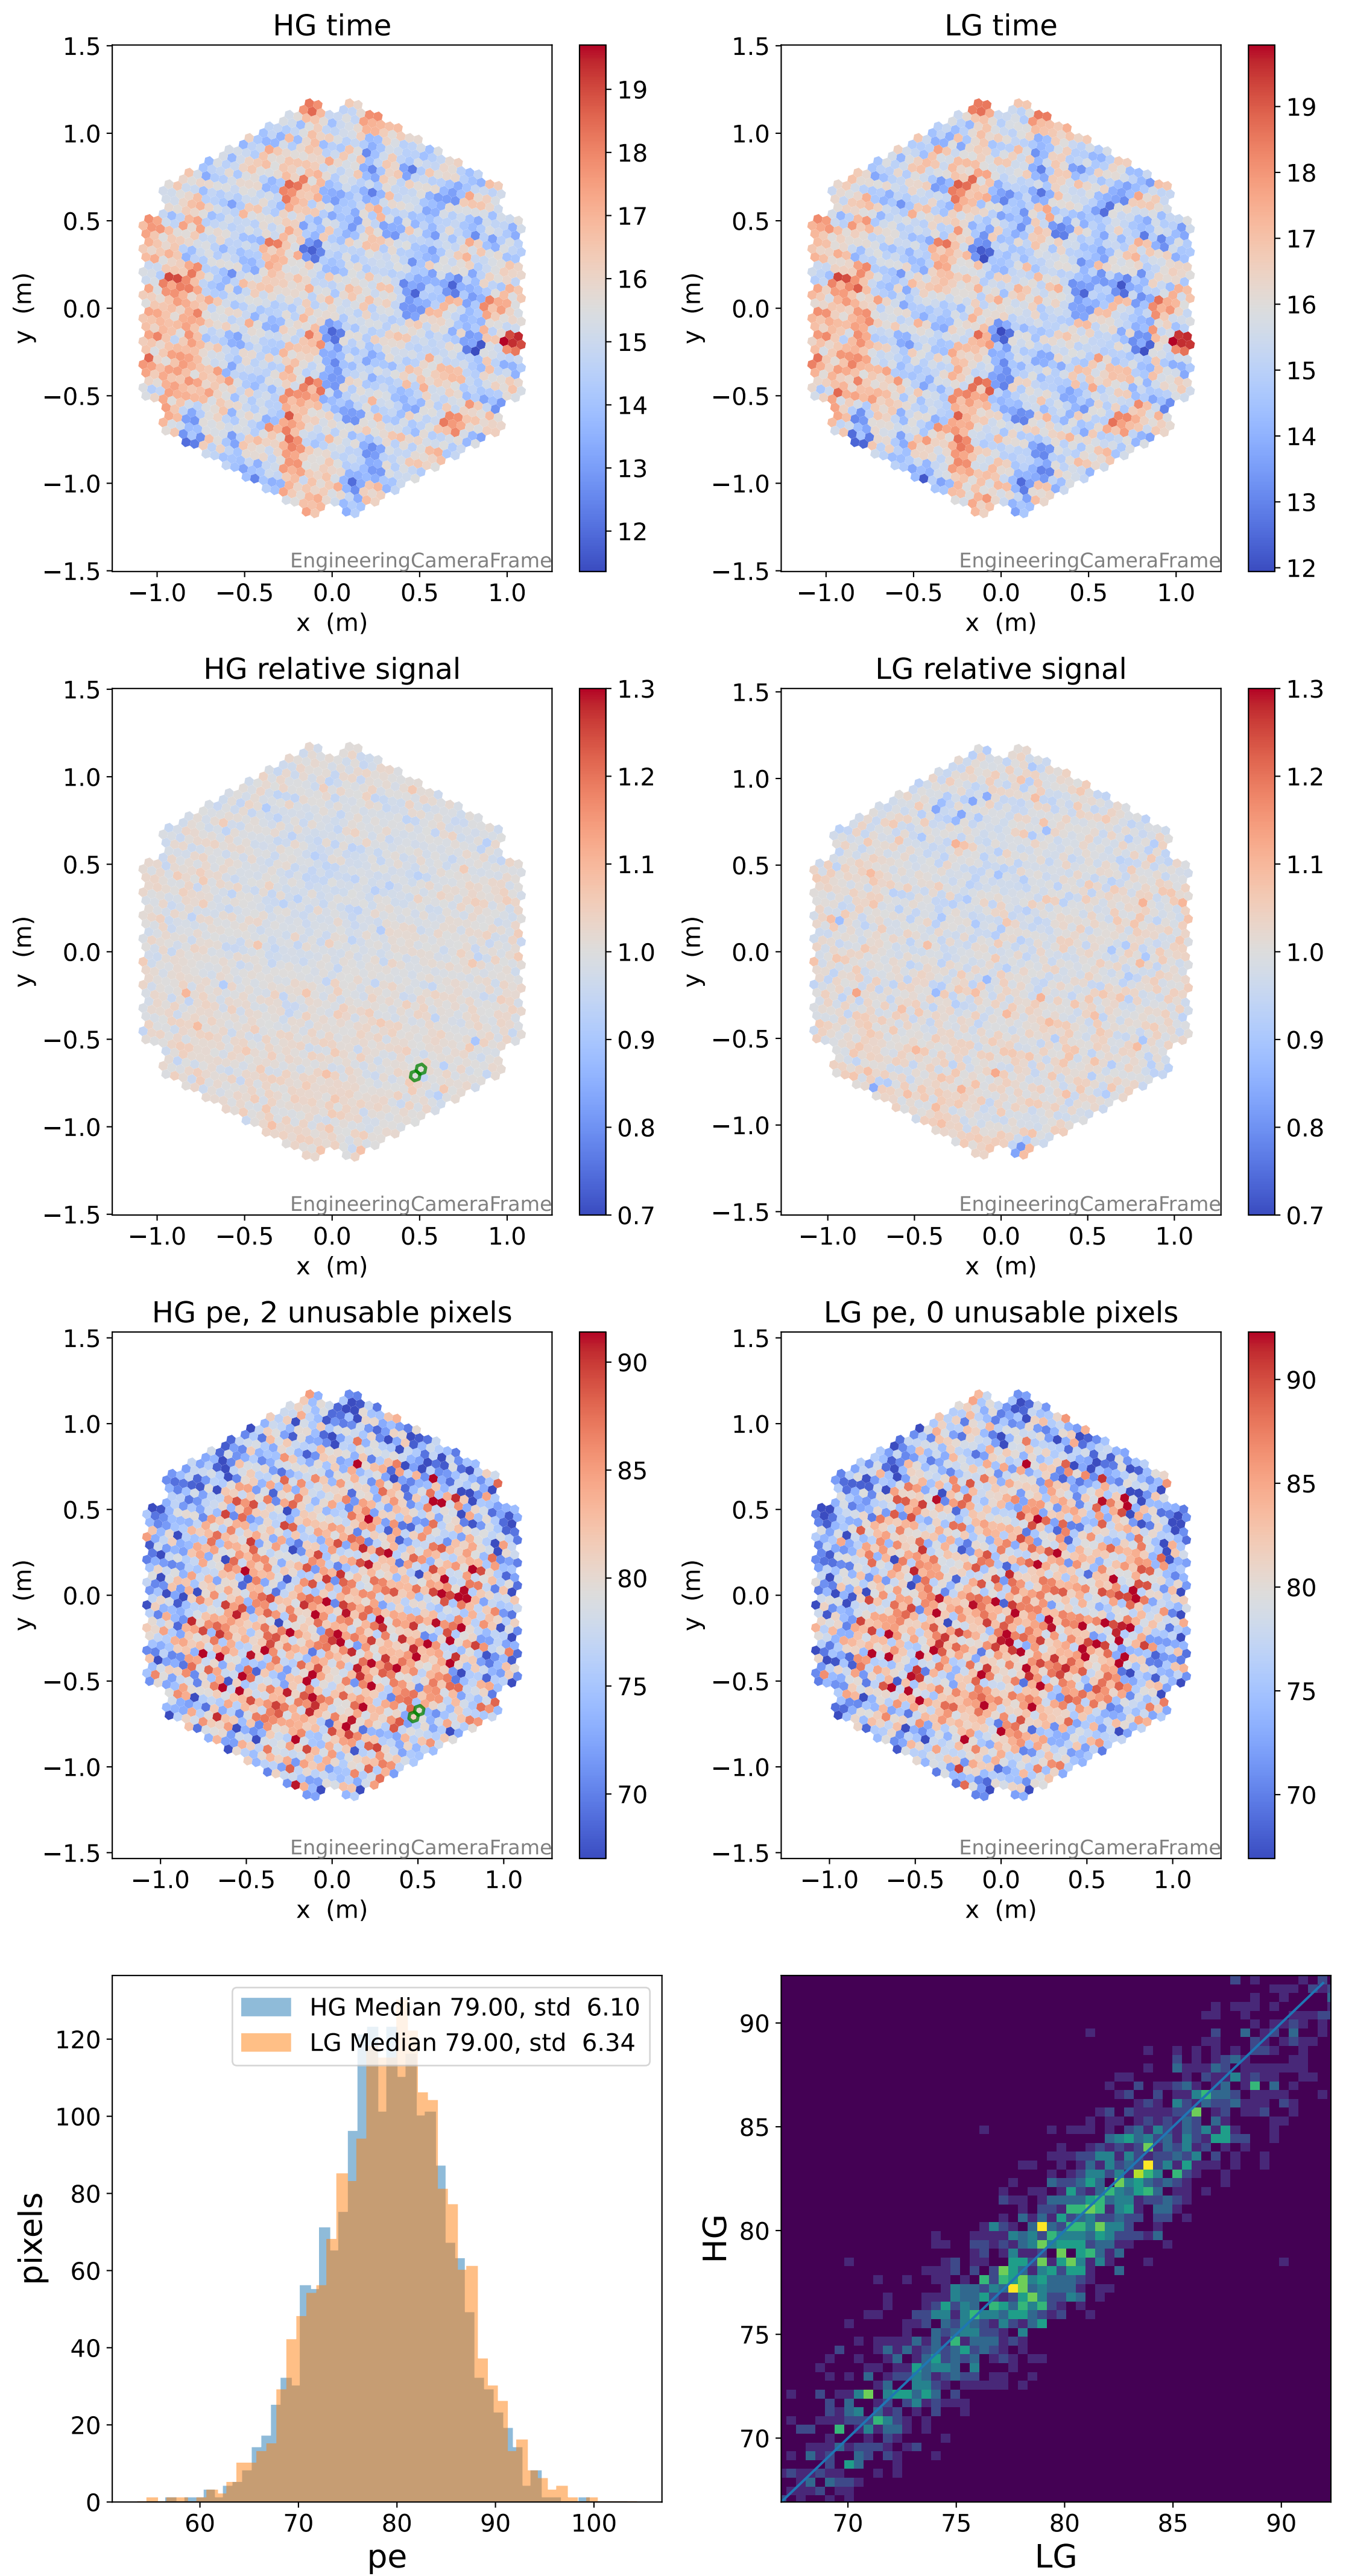 HG time
LG time
1.5
1.0
0.5
0.0
−0.5
−1.0
−1.5
y (m)
−1.0 −0.5 0.0 0.5 1.0
x (m)
EngineeringCameraFrame
19
18
17
16
15
14
13
12
1.5
1.0
0.5
0.0
−0.5
−1.0
−1.5
y (m)
−1.0 −0.5 0.0 0.5 1.0
x (m)
EngineeringCameraFrame
19
18
17
16
15
14
13
12
HG relative signal
LG relative signal
1.5
1.0
0.5
0.0
−0.5
−1.0
−1.5
y (m)
−1.0 −0.5 0.0 0.5 1.0
x (m)
EngineeringCameraFrame
1.3
1.2
1.1
1.0
0.9
0.8
0.7
1.5
1.0
0.5
0.0
−0.5
−1.0
−1.5
y (m)
−1.0 −0.5 0.0 0.5 1.0
x (m)
EngineeringCameraFrame
1.3
1.2
1.1
1.0
0.9
0.8
0.7
HG pe, 2 unusable pixels
LG pe, 0 unusable pixels
1.5
1.0
0.5
0.0
−0.5
−1.0
−1.5
y (m)
−1.0 −0.5 0.0 0.5 1.0
x (m)
EngineeringCameraFrame
90
85
80
75
70
1.5
1.0
0.5
0.0
−0.5
−1.0
−1.5
y (m)
−1.0 −0.5 0.0 0.5 1.0
x (m)
EngineeringCameraFrame
90
85
80
75
70
HG Median 79.00, std 6.10
LG Median 79.00, std 6.34
120
100
80
60
40
20
0
pixels
60 70 80 90 100
pe
90
85
80
75
70
HG
70 75 80 85 90
LG